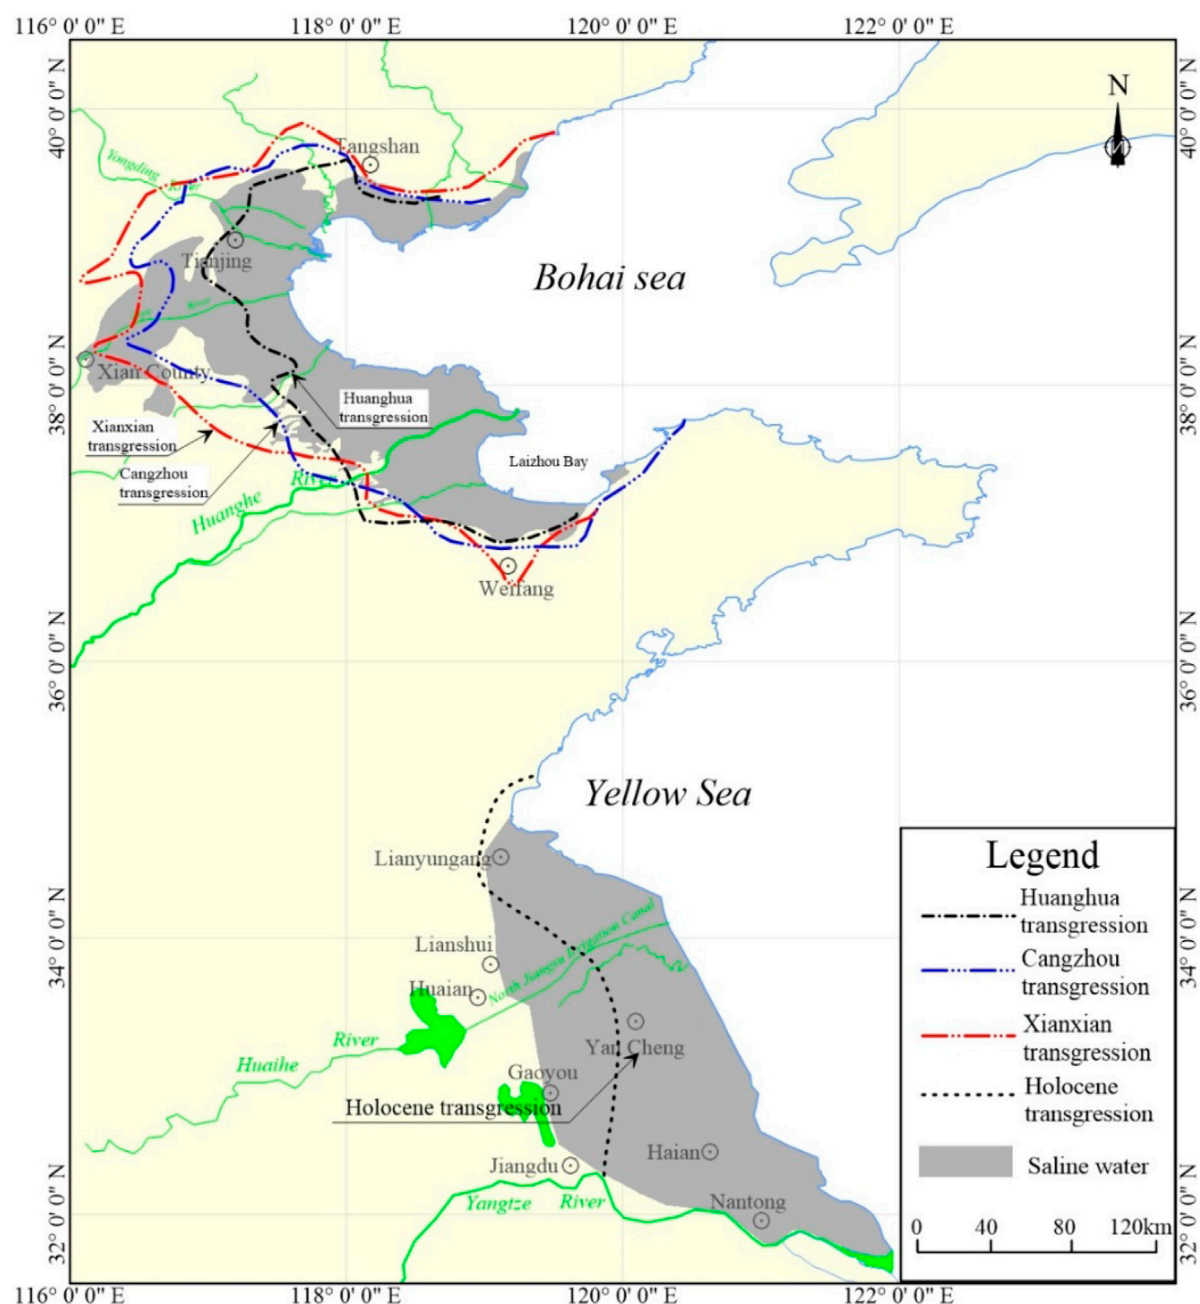 116° 0' 0" E
118° 0' 0" E
120° 0' 0" E
122° 0' 0" E
40° 0' 0" N
40° 0' 0" N
N
Tangshan
Yongding River
Tianjing
Bohai sea
River
38° 0' 0" N
38° 0' 0" N
Xian County
Huanghua
transgression
Xianxian
transgression
Cangzhou
transgression
Laizhou Bay
Huanghe River
Weifang
36° 0' 0" N
36° 0' 0" N
Yellow Sea
Lianyungang
34° 0' 0" N
34° 0' 0" N
Lianshui
North Jiangsu Irrigation Canal
Huaian
Huaihe River
Yan Cheng
Gaoyou
Holocene transgression
Haian
Jiangdu
Yangtze River
Nantong
32° 0' 0" N
32° 0' 0" N
Legend
Huanghua
transgression
Cangzhou
transgression
Xianxian
transgression
Holocene
transgression
Saline water
0 40 80 120km
116° 0' 0" E
118° 0' 0" E
120° 0' 0" E
122° 0' 0" E